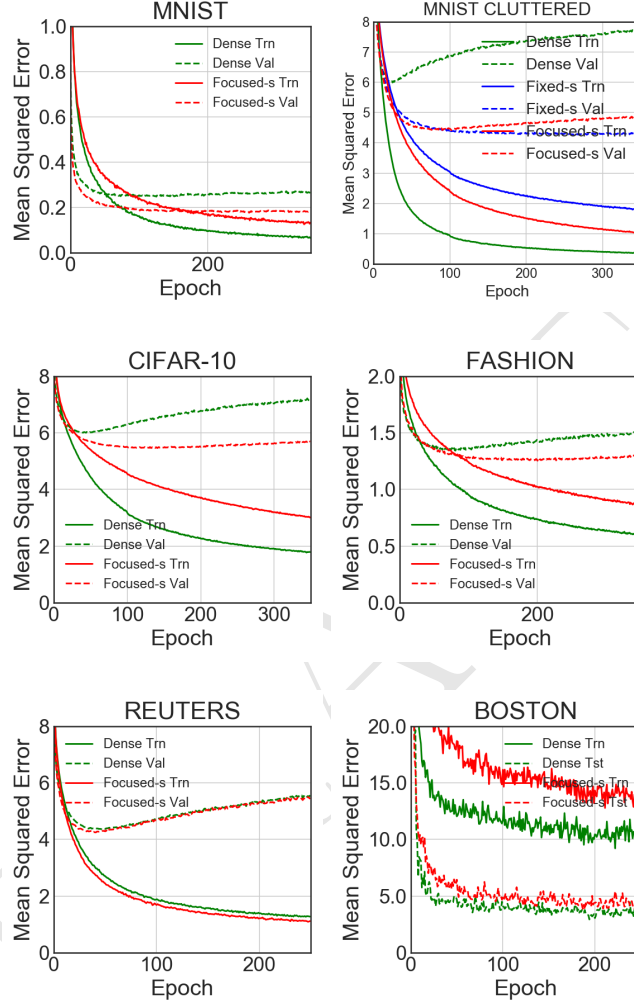 MNIST
Mean Squared Error
1.0
0.8
0.6
0.4
0.2
0.0
Dense Trn
Dense Val
Focused-s Trn
Focused-s Val
0
200
Epoch
MNIST CLUTTERED
Mean Squared Error
8
7
6
5
4
3
2
1
0
Dense Trn
Dense Val
Fixed-s Trn
Fixed-s Val
Focused-s Trn
Focused-s Val
0
100
200
300
Epoch
CIFAR-10
Mean Squared Error
8
6
4
2
0
Dense Trn
Dense Val
Focused-s Trn
Focused-s Val
0
100
200
300
Epoch
FASHION
Mean Squared Error
2.0
1.5
1.0
0.5
0.0
Dense Trn
Dense Val
Focused-s Trn
Focused-s Val
0
200
Epoch
REUTERS
Mean Squared Error
8
6
4
2
0
Dense Trn
Dense Val
Focused-s Trn
Focused-s Val
0
100
200
Epoch
BOSTON
Mean Squared Error
20.0
15.0
10.0
5.0
0
Dense Trn
Dense Tst
Focused-s Trn
Focused-s Tst
0
100
200
Epoch